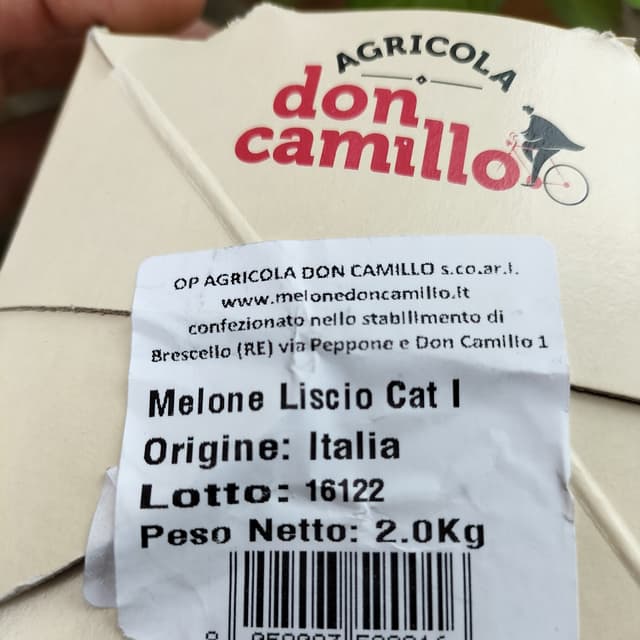 AGRICOLA
don
camillo
OP AGRICOLA DON CAMILLO s.co.ar.l.
www.melonedoncamillo.it
confezionato nello stabilimento di
Brescello (RE) via Peppone e Don Camillo 1
Melone Liscio Cat I
Origine: Italia
Lotto: 16122
Peso Netto: 2.0Kg